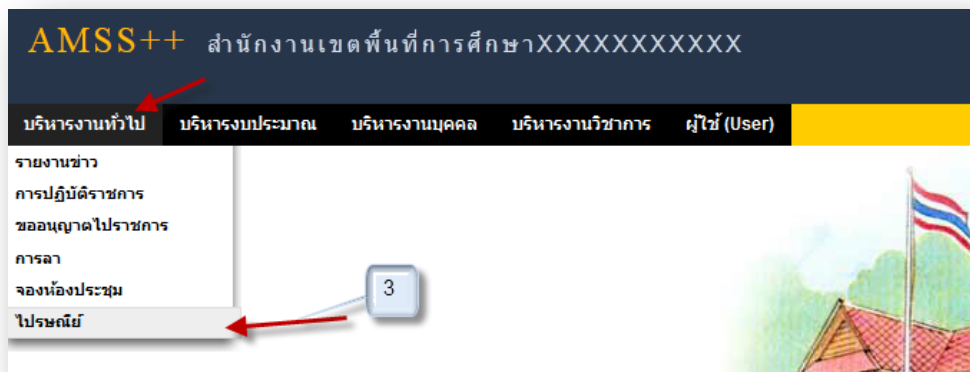 AMSS++ สำนักงานเขตพื้นที่การศึกษาXXXXXXXXXXX
บริหารงานทั่วไป บริหารงบประมาณ บริหารงานบุคคล บริหารงานวิชาการ ผู้ใช้ (User)
รายงานข่าว
การปฏิบัติราชการ
ขออนุญาตไปราชการ
การลา
จองห้องประชุม
3
ไปรษณีย์